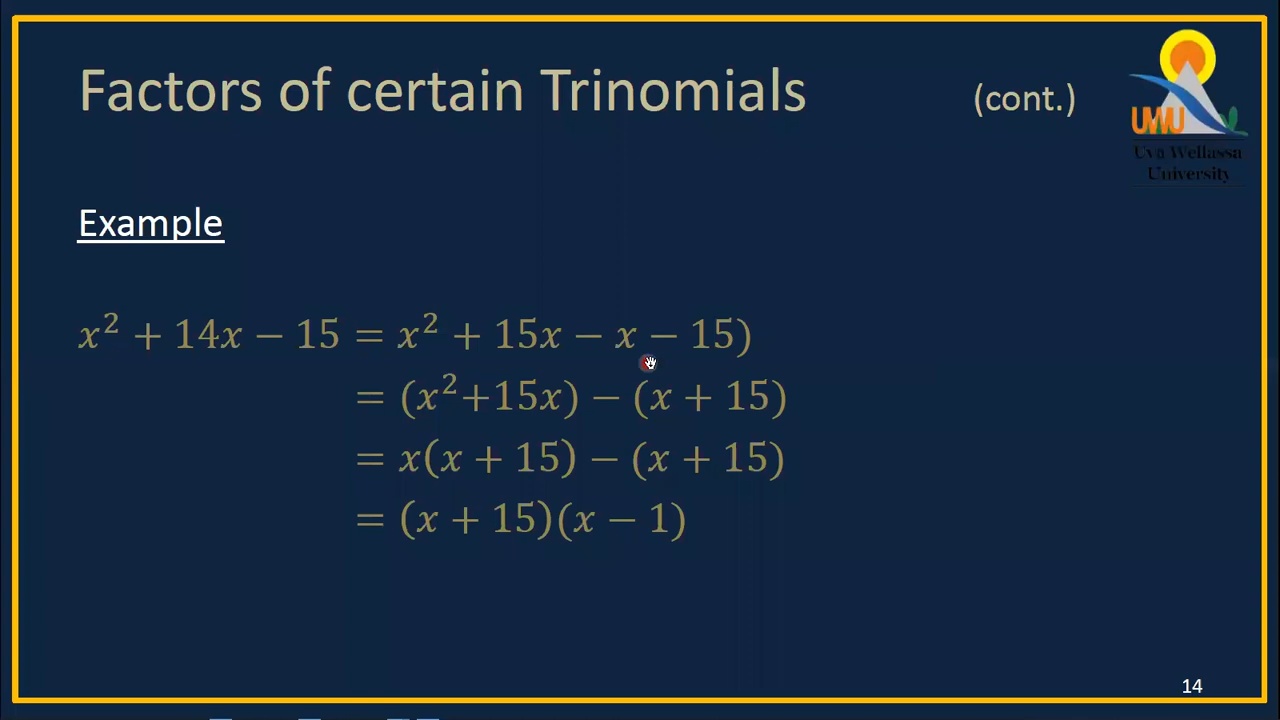 Factors of certain Trinomials (cont.)
UWU
Uva Wellassa
University
Example
x² + 14x − 15 = x² + 15x − x − 15)
= (x²+15x) − (x + 15)
= x(x + 15) − (x + 15)
= (x + 15)(x − 1)
14